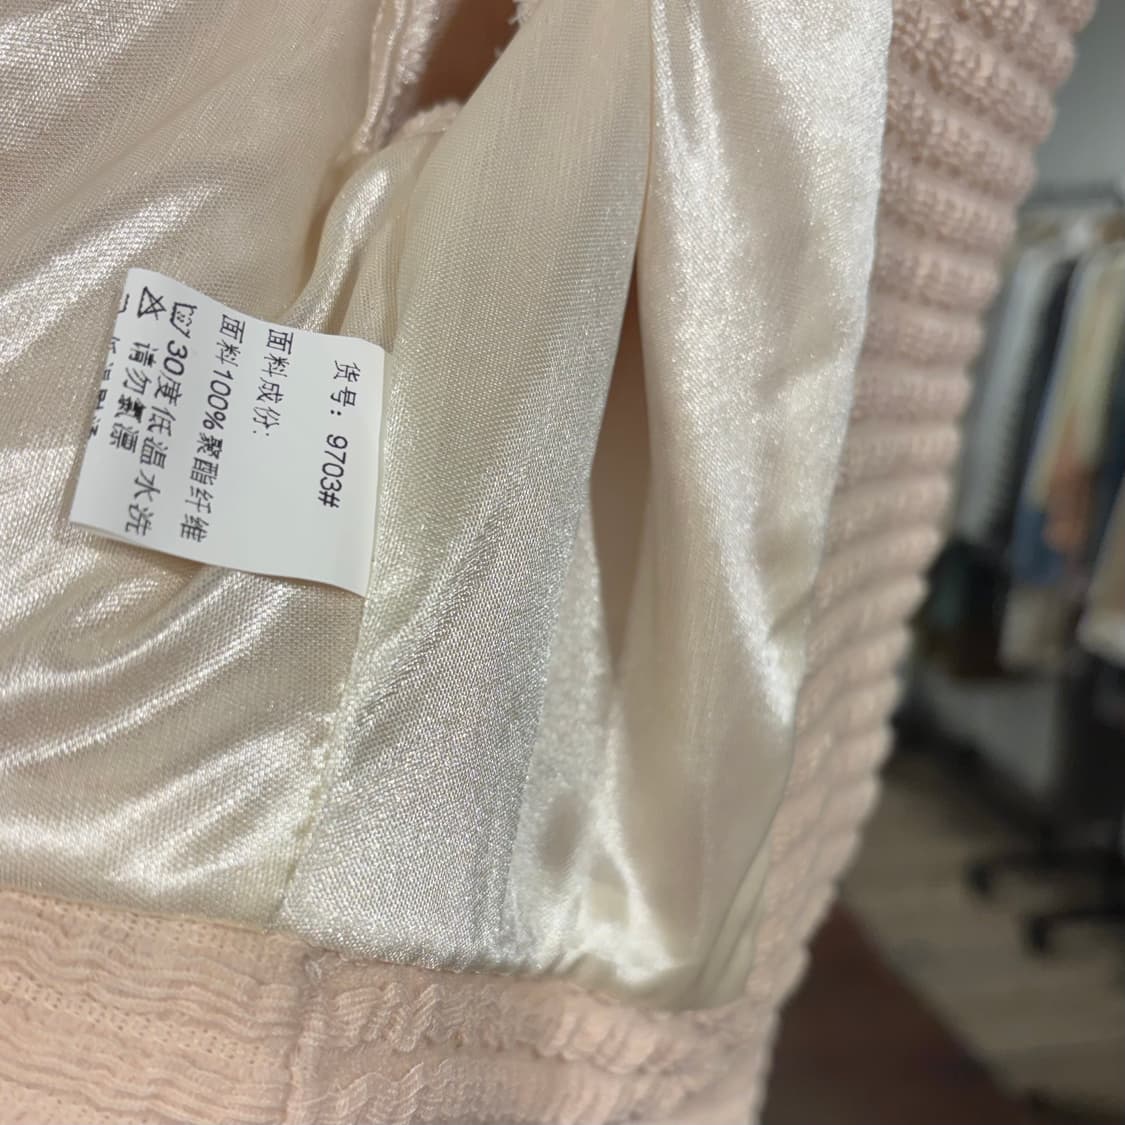 货号: 9703#
面料成份:
面料100%聚酯纤维
30度低温水洗
请勿氯漂